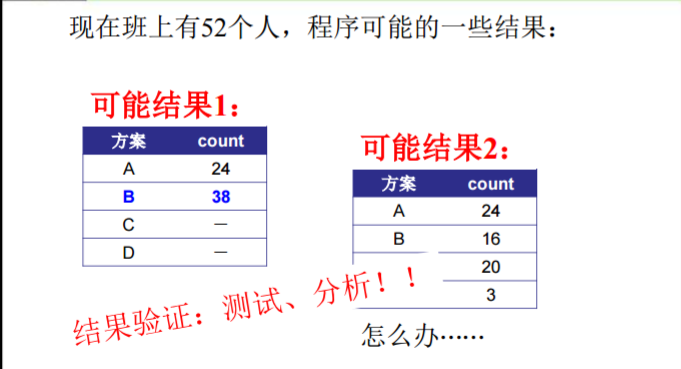 现在班上有52个人，程序可能的一些结果：
可能结果1：
方案 count
A 24
B 38
C —
D —
可能结果2：
方案 count
A 24
B 16
20
3
结果验证：测试、分析！！
怎么办……